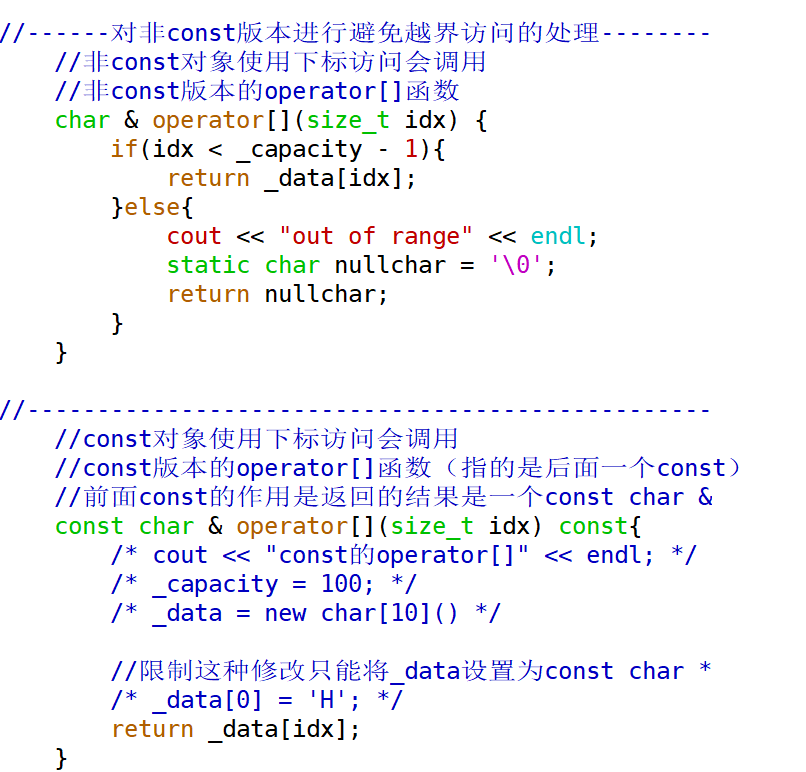 //------对非const版本进行避免越界访问的处理--------
    //非const对象使用下标访问会调用
    //非const版本的operator[]函数
    char & operator[](size_t idx) {
        if(idx < _capacity - 1){
            return _data[idx];
        }else{
            cout << "out of range" << endl;
            static char nullchar = '\0';
            return nullchar;
        }
    }
//-------------------------------------------------
    //const对象使用下标访问会调用
    //const版本的operator[]函数（指的是后面一个const）
    //前面const的作用是返回的结果是一个const char &
    const char & operator[](size_t idx) const{
        /* cout << "const的operator[]" << endl; */
        /* _capacity = 100; */
        /* _data = new char[10]() */
        //限制这种修改只能将_data设置为const char *
        /* _data[0] = 'H'; */
        return _data[idx];
    }